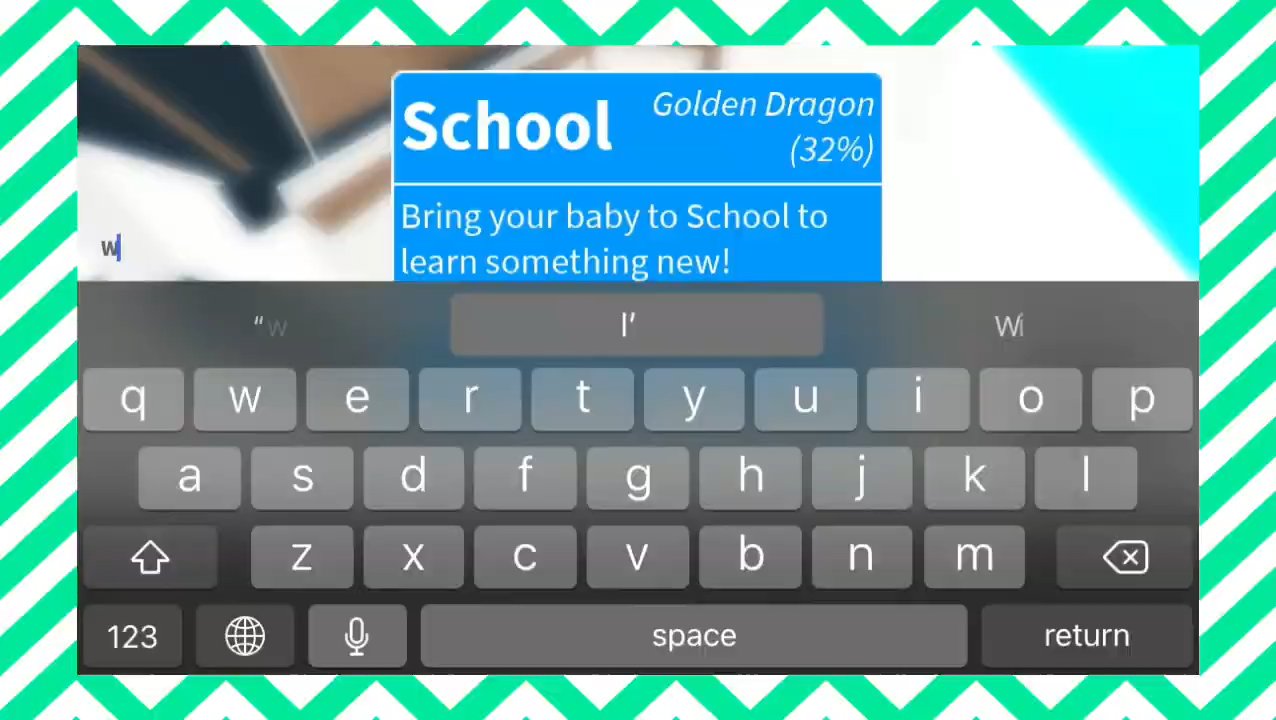 School
Golden Dragon
(32%)
Bring your baby to School to
learn something new!
w
“w I’ Wi
q w e r t y u i o p
a s d f g h j k l
z x c v b n m
123 space return